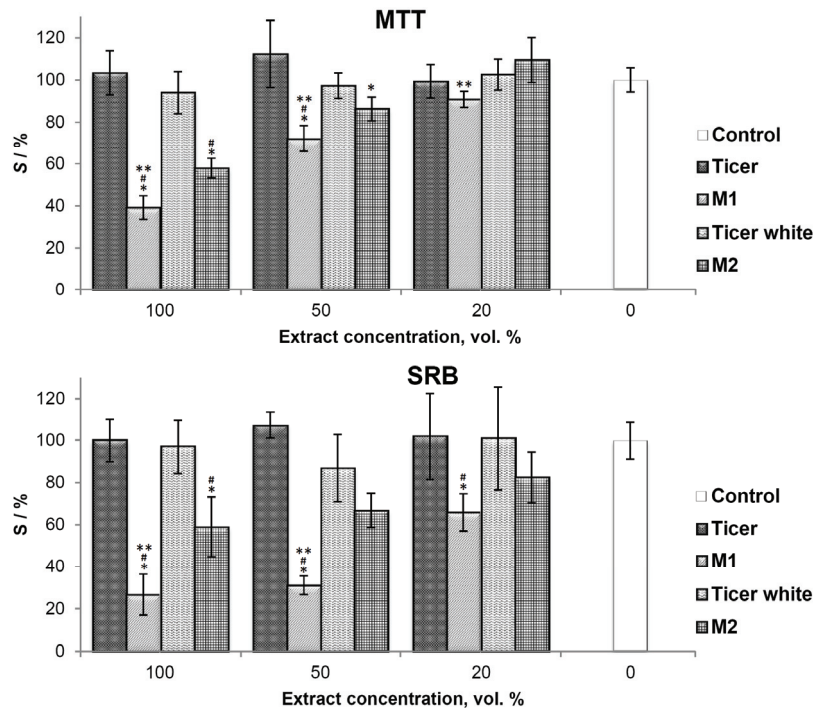 MTT
S / %
120
100
80
60
40
20
0
**
#
*
#
*
**
#
*
*
**
100
50
20
0
Extract concentration, vol. %
Control
Ticer
M1
Ticer white
M2
SRB
S / %
120
100
80
60
40
20
0
**
#
*
#
*
**
#
*
#
*
100
50
20
0
Extract concentration, vol. %
Control
Ticer
M1
Ticer white
M2